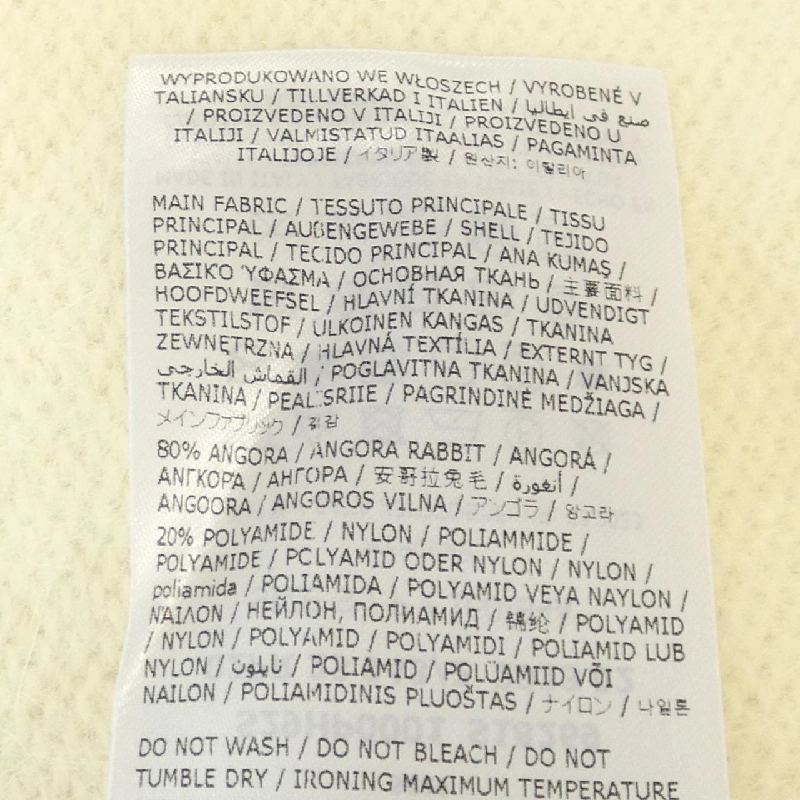 WYPRODUKOWANO WE WŁOSZECH / VYROBENÉ V
TALIANSKU / TILLVERKAD I ITALIEN / صنع في ايطاليا
/ PROIZVEDENO V ITALIJI / PROIZVEDENO U
ITALIJI / VALMISTATUD ITAALIAS / PAGAMINTA
ITALIJOJE / イタリア製 / 원산지: 이탈리아
MAIN FABRIC / TESSUTO PRINCIPALE / TISSU
PRINCIPAL / AUßENGEWEBE / SHELL / TEJIDO
PRINCIPAL / TECIDO PRINCIPAL / ANA KUMAŞ /
ΒΑΣΙΚΌ ΎΦΑΣΜΑ / ОСНОВНАЯ ТКАНЬ / 主要面料 /
HOOFDWEEFSEL / HLAVNÍ TKANINA / UDVENDIGT
TEKSTILSTOF / ULKOINEN KANGAS / TKANINA
ZEWNĘTRZNA / HLAVNÁ TEXTÍLIA / EXTERNT TYG /
القماش الخارجي / POGLAVITNA TKANINA / VANJSKA
TKANINA / PEALISRIIE / PAGRINDINĖ MEDŽIAGA /
メインファブリック / 겉감
80% ANGORA / ANGORA RABBIT / ANGORÁ /
ΑΝΓΚΟΡΆ / АНГОРА / 安哥拉兔毛 / أنغورة /
ANGOORA / ANGOROS VILNA / アンゴラ / 앙고라
20% POLYAMIDE / NYLON / POLIAMMIDE /
POLYAMIDE / POLYAMID ODER NYLON / NYLON /
poliamida / POLIAMIDA / POLYAMID VEYA NAYLON /
ΝΆΙΛΟΝ / НЕЙЛОН, ПОЛИАМИД / 锦纶 / POLYAMID
/ NYLON / POLYAMID / POLYAMIDI / POLIAMID LUB
NYLON / نايلون / POLIAMID / POLÜAMIID VÕI
NAILON / POLIAMIDINIS PLUOŠTAS / ナイロン / 나일론
DO NOT WASH / DO NOT BLEACH / DO NOT
TUMBLE DRY / IRONING MAXIMUM TEMPERATURE